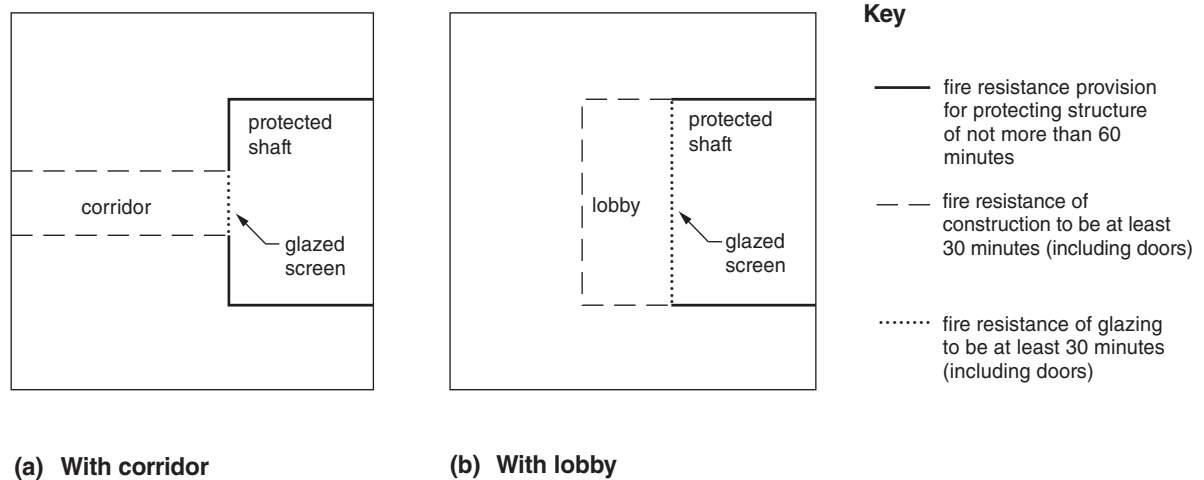 protected
shaft
corridor
glazed
screen
(a) With corridor
protected
shaft
lobby
glazed
screen
(b) With lobby
Key
fire resistance provision
for protecting structure
of not more than 60
minutes
fire resistance of
construction to be at least
30 minutes (including doors)
fire resistance of glazing
to be at least 30 minutes
(including doors)